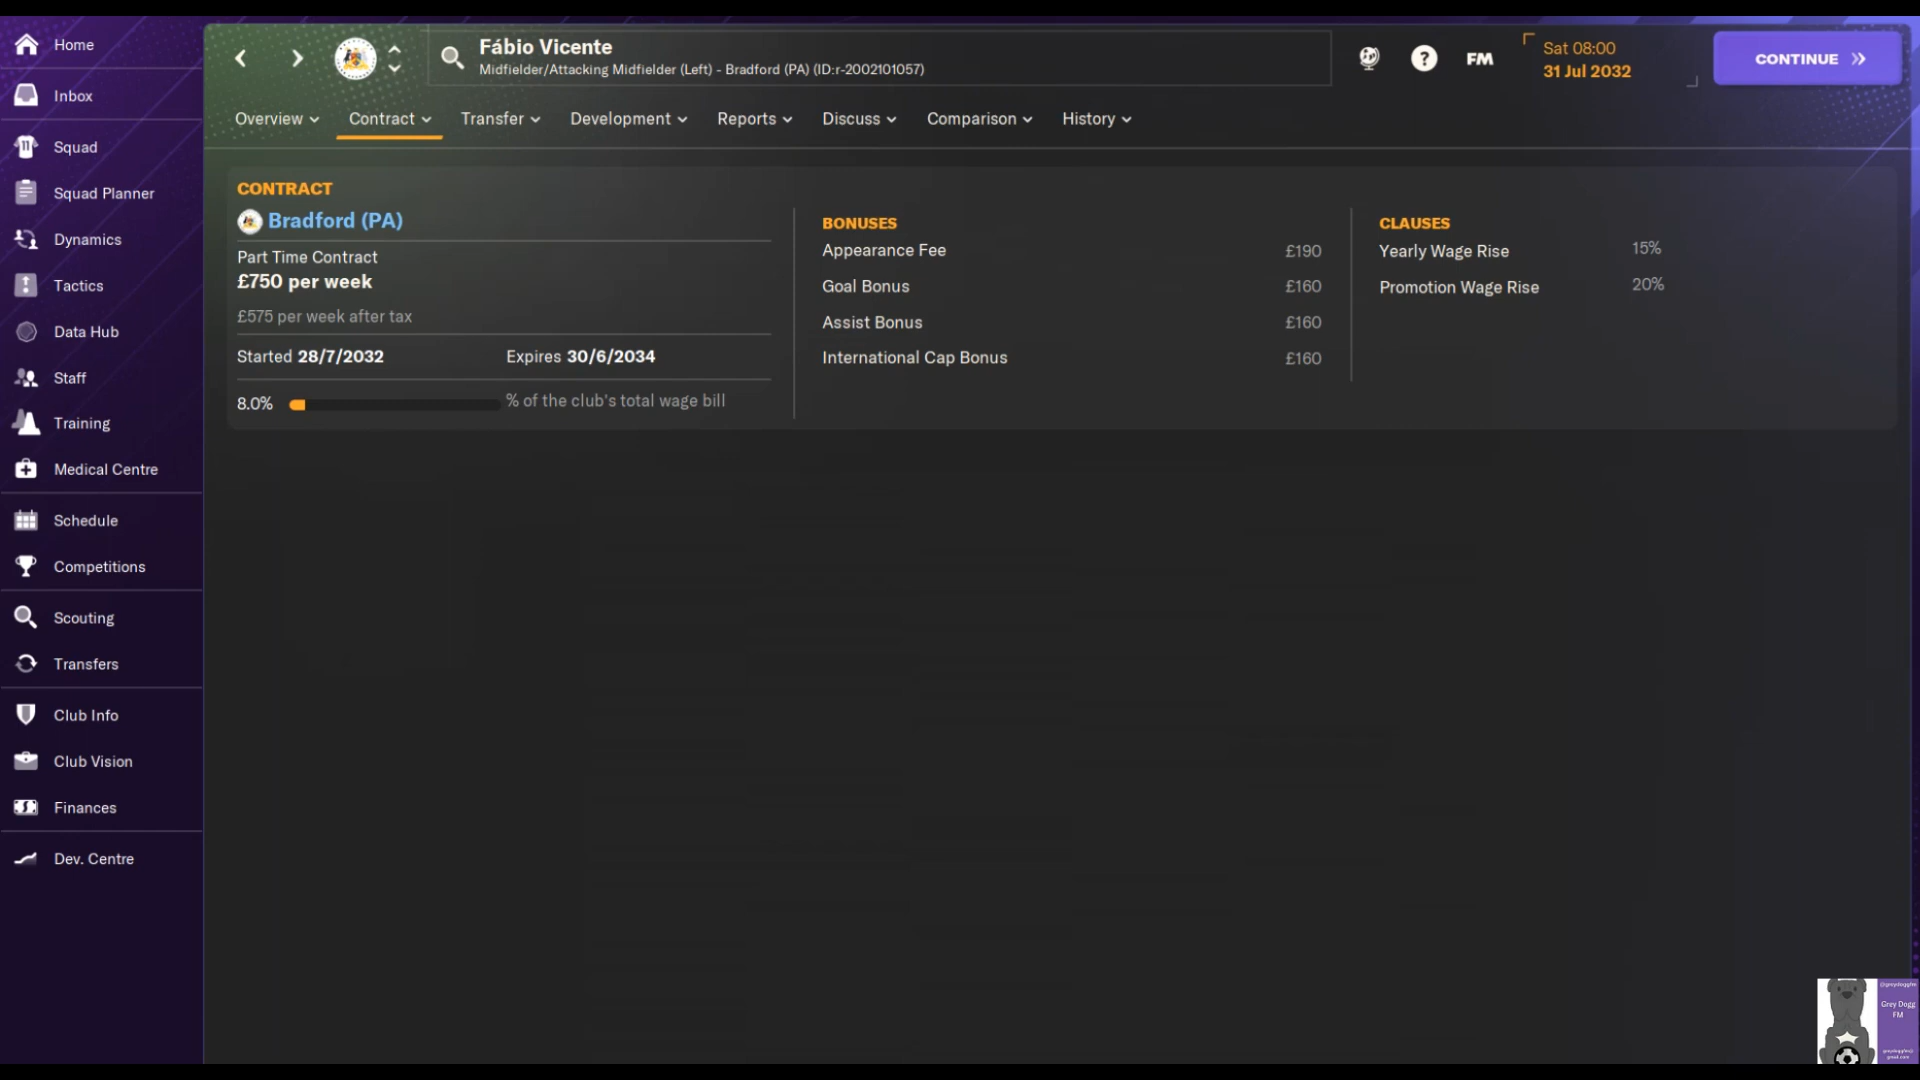 Home
Inbox
Squad
Squad Planner
Dynamics
Tactics
Data Hub
Staff
Training
Medical Centre
Schedule
Competitions
Scouting
Transfers
Club Info
Club Vision
Finances
Dev. Centre
Fábio Vicente
Midfielder/Attacking Midfielder (Left) - Bradford (PA) (ID:r-2002101057)
?
FM
Sat 08:00
31 Jul 2032
CONTINUE
Overview Contract Transfer Development Reports Discuss Comparison History
CONTRACT
Bradford (PA)
Part Time Contract
£750 per week
£575 per week after tax
Started 28/7/2032 Expires 30/6/2034
8.0% % of the club's total wage bill
BONUSES
Appearance Fee £190
Goal Bonus £160
Assist Bonus £160
International Cap Bonus £160
CLAUSES
Yearly Wage Rise 15%
Promotion Wage Rise 20%
@greydoggfm
Grey Dogg
FM